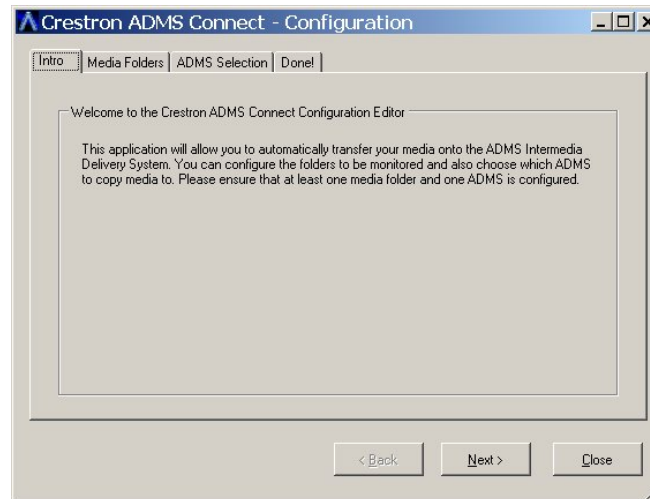 Crestron ADMS Connect - Configuration
Intro Media Folders ADMS Selection Done!
Welcome to the Crestron ADMS Connect Configuration Editor
This application will allow you to automatically transfer your media onto the ADMS Intermedia
Delivery System. You can configure the folders to be monitored and also choose which ADMS
to copy media to. Please ensure that at least one media folder and one ADMS is configured.
< Back Next > Close